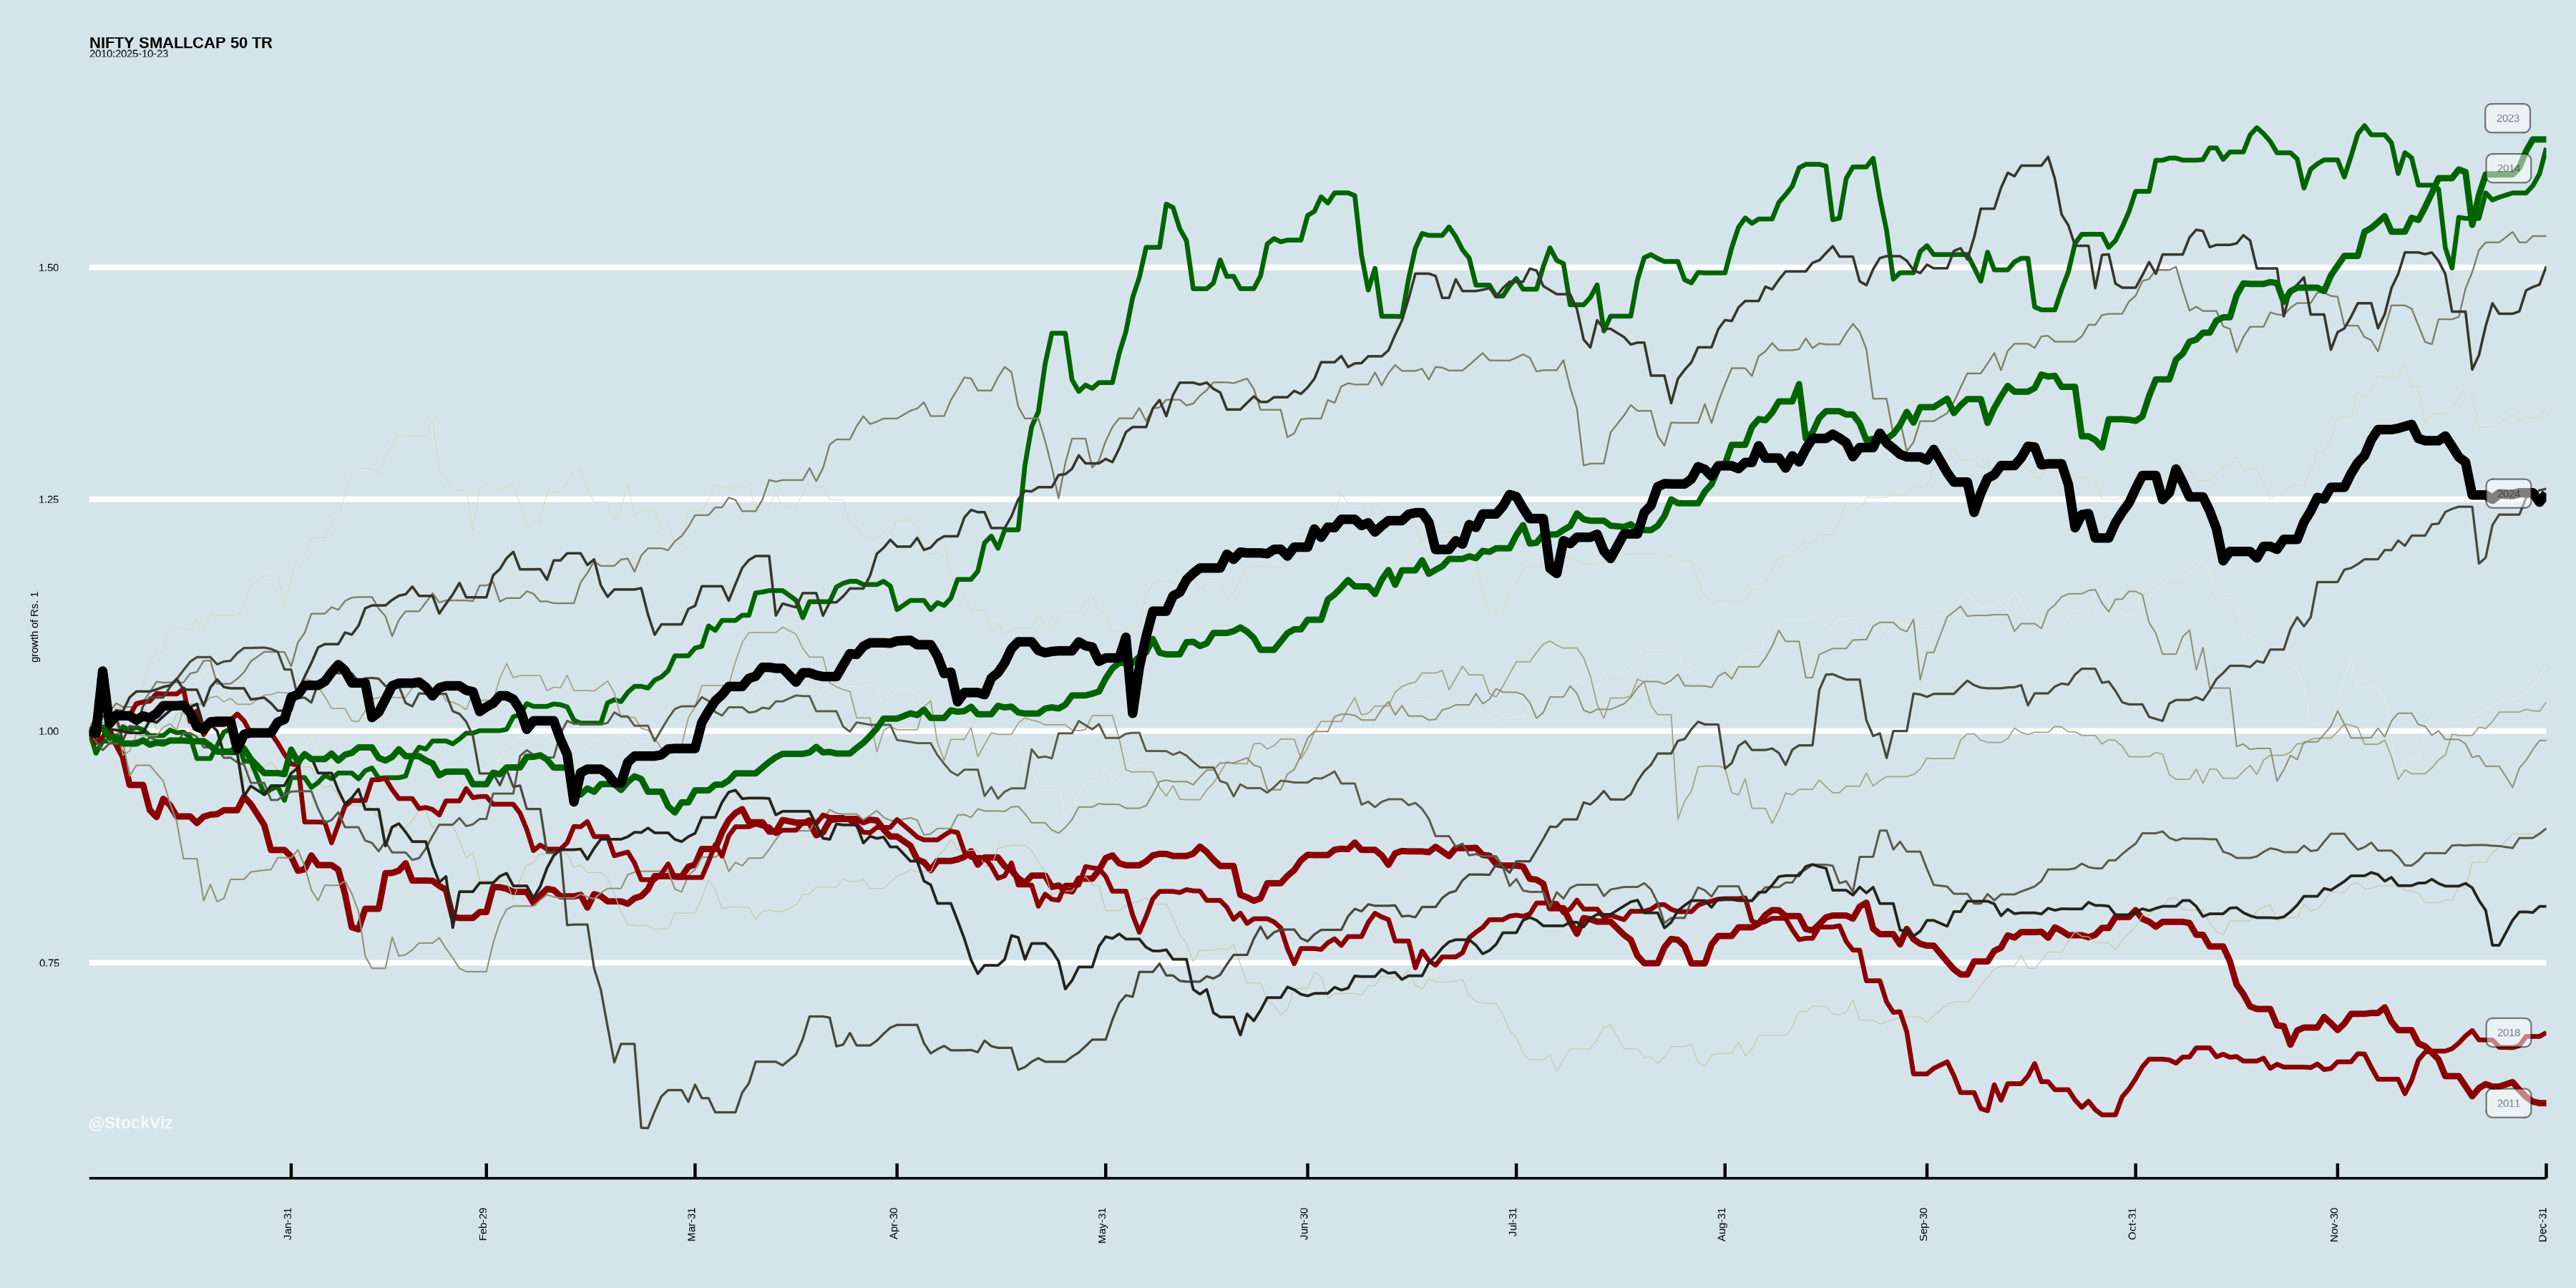 NIFTY SMALLCAP 50 TR
2010:2025-10-23
2023
2014
1.50
1.25
2024
growth of Rs. 1
1.00
0.75
2018
2011
@StockViz
Jan-31
Feb-29
Mar-31
Apr-30
May-31
Jun-30
Jul-31
Aug-31
Sep-30
Oct-31
Nov-30
Dec-31